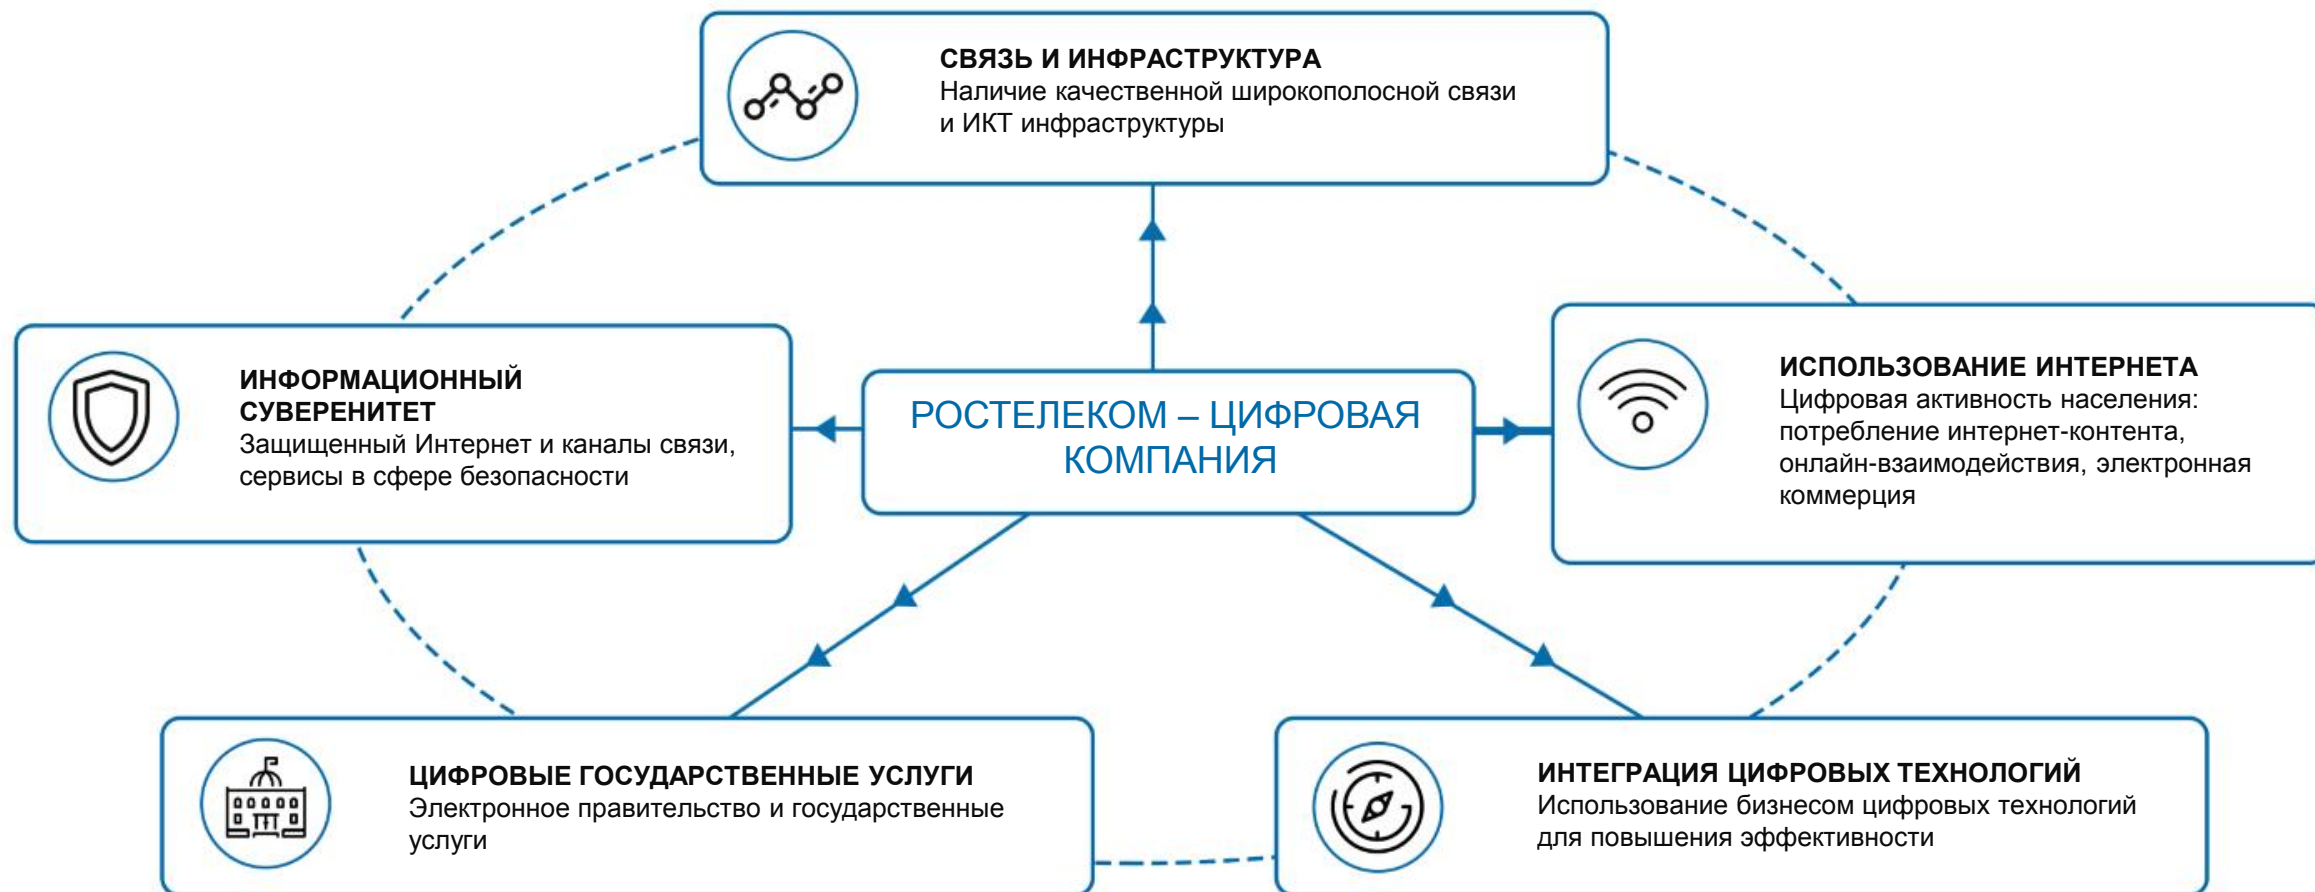 СВЯЗЬ И ИНФРАСТРУКТУРА
Наличие качественной широкополосной связи
и ИКТ инфраструктуры
ИНФОРМАЦИОННЫЙ
СУВЕРЕНИТЕТ
Защищенный Интернет и каналы связи,
сервисы в сфере безопасности
РОСТЕЛЕКОМ – ЦИФРОВАЯ
КОМПАНИЯ
ИСПОЛЬЗОВАНИЕ ИНТЕРНЕТА
Цифровая активность населения:
потребление интернет-контента,
онлайн-взаимодействия, электронная
коммерция
ЦИФРОВЫЕ ГОСУДАРСТВЕННЫЕ УСЛУГИ
Электронное правительство и государственные
услуги
ИНТЕГРАЦИЯ ЦИФРОВЫХ ТЕХНОЛОГИЙ
Использование бизнесом цифровых технологий
для повышения эффективности